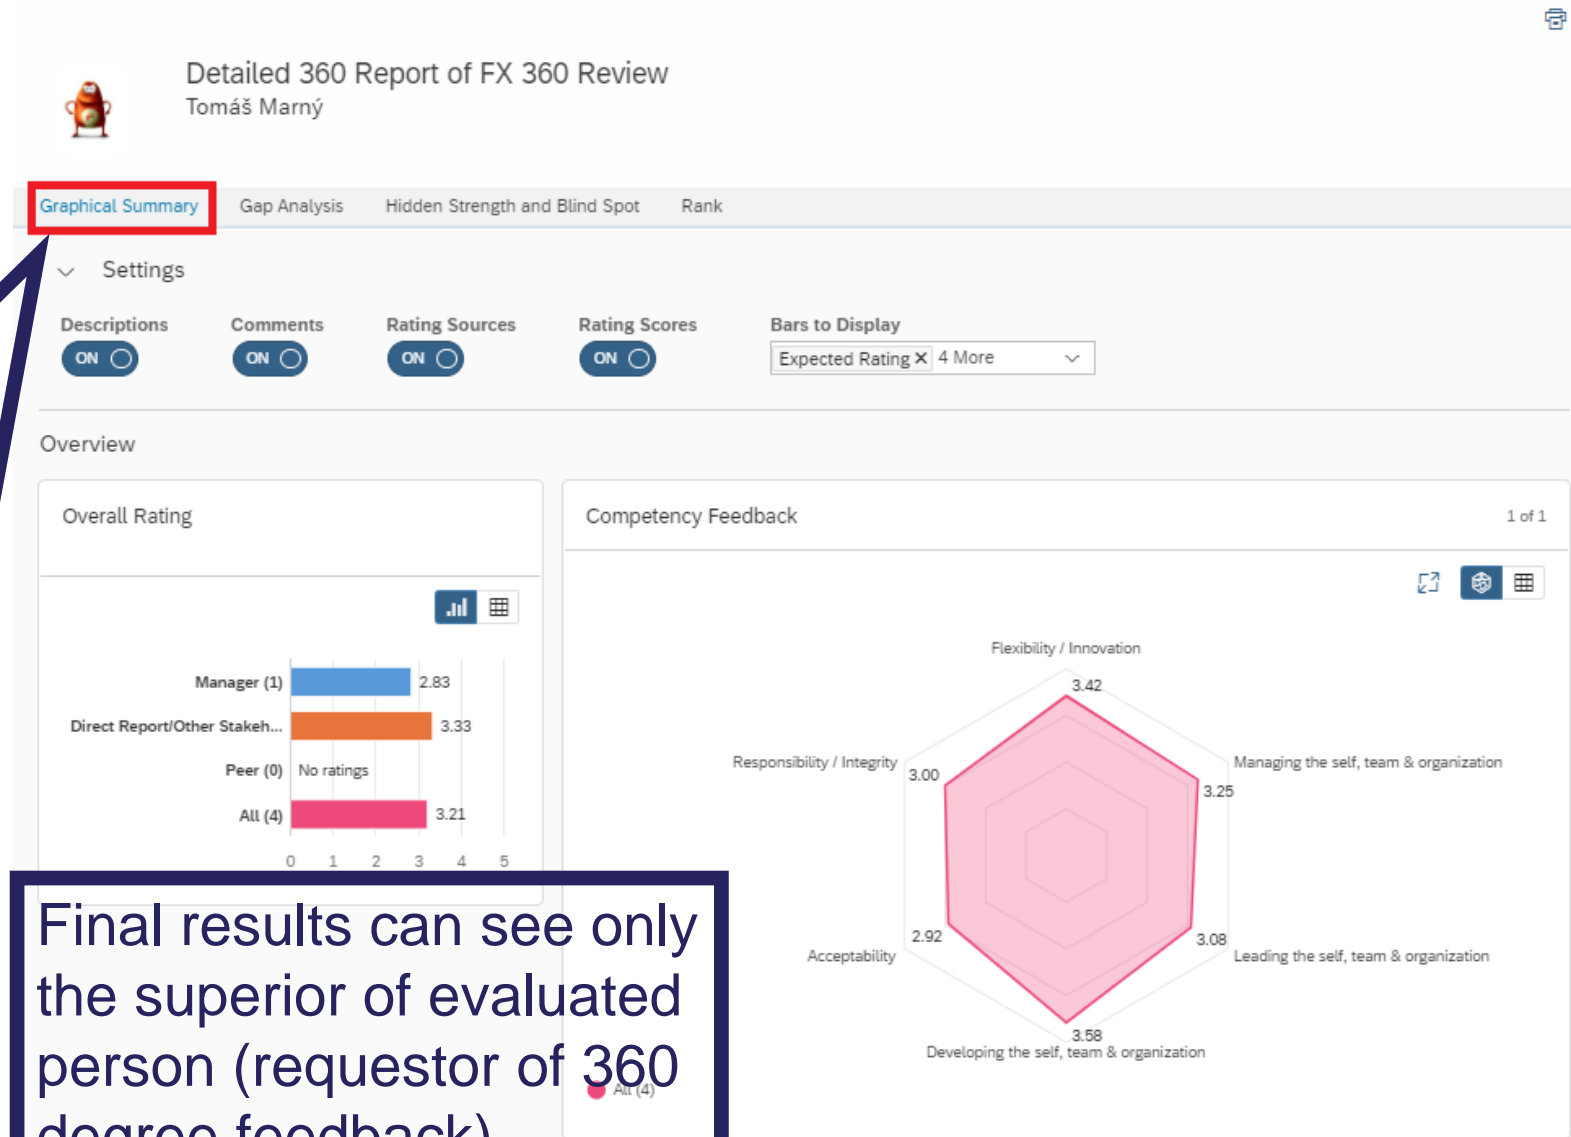 Detailed 360 Report of FX 360 Review
Tomáš Marný
Graphical Summary Gap Analysis Hidden Strength and Blind Spot Rank
Settings
Descriptions Comments Rating Sources Rating Scores Bars to Display
ON ON ON ON Expected Rating 4 More
Overview
Overall Rating
Manager (1) 2.83
Direct Report/Other Stakeh... 3.33
Peer (0) No ratings
All (4) 3.21
0 1 2 3 4 5
Competency Feedback 1 of 1
Flexibility / Innovation
3.42
Responsibility / Integrity 3.00
Managing the self, team & organization
3.25
2.92
Acceptability
3.08
Leading the self, team & organization
3.58
Developing the self, team & organization
All (4)
Final results can see only
the superior of evaluated
person (requestor of 360
degree feedback)